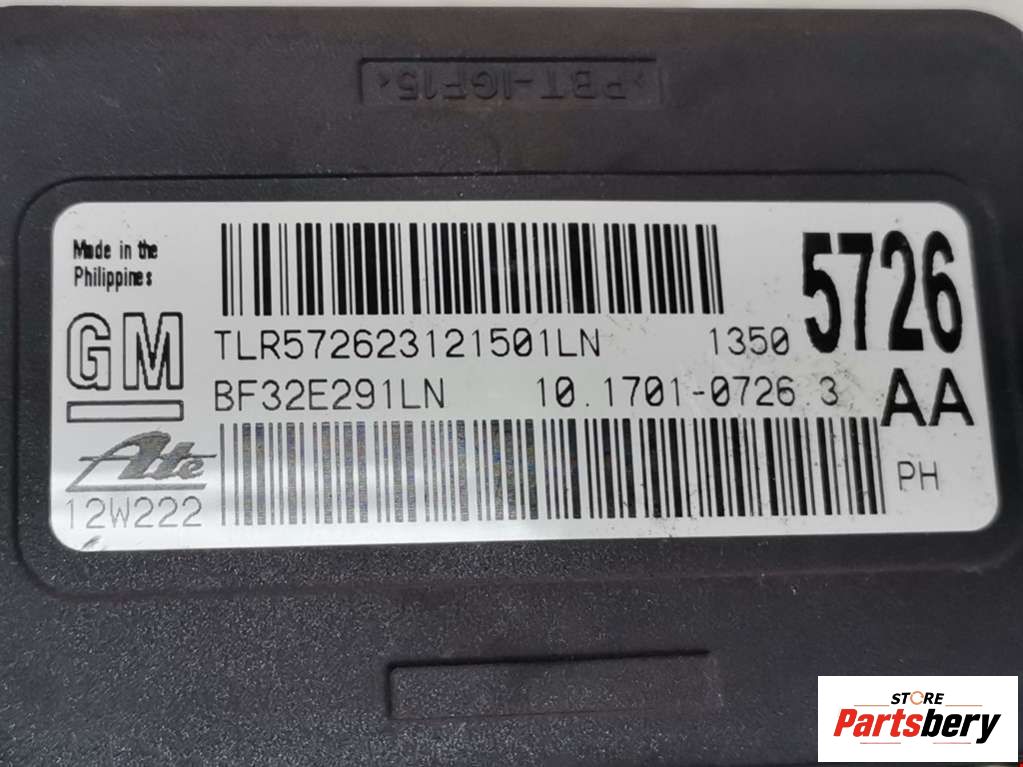 >PBT-IGF15<
Made in the
Philippines
GM
TLR572623121501LN 1350
5726
BF32E291LN 10.1701-0726.3
AA
Ate
12W222
PH
STORE
Partsbery